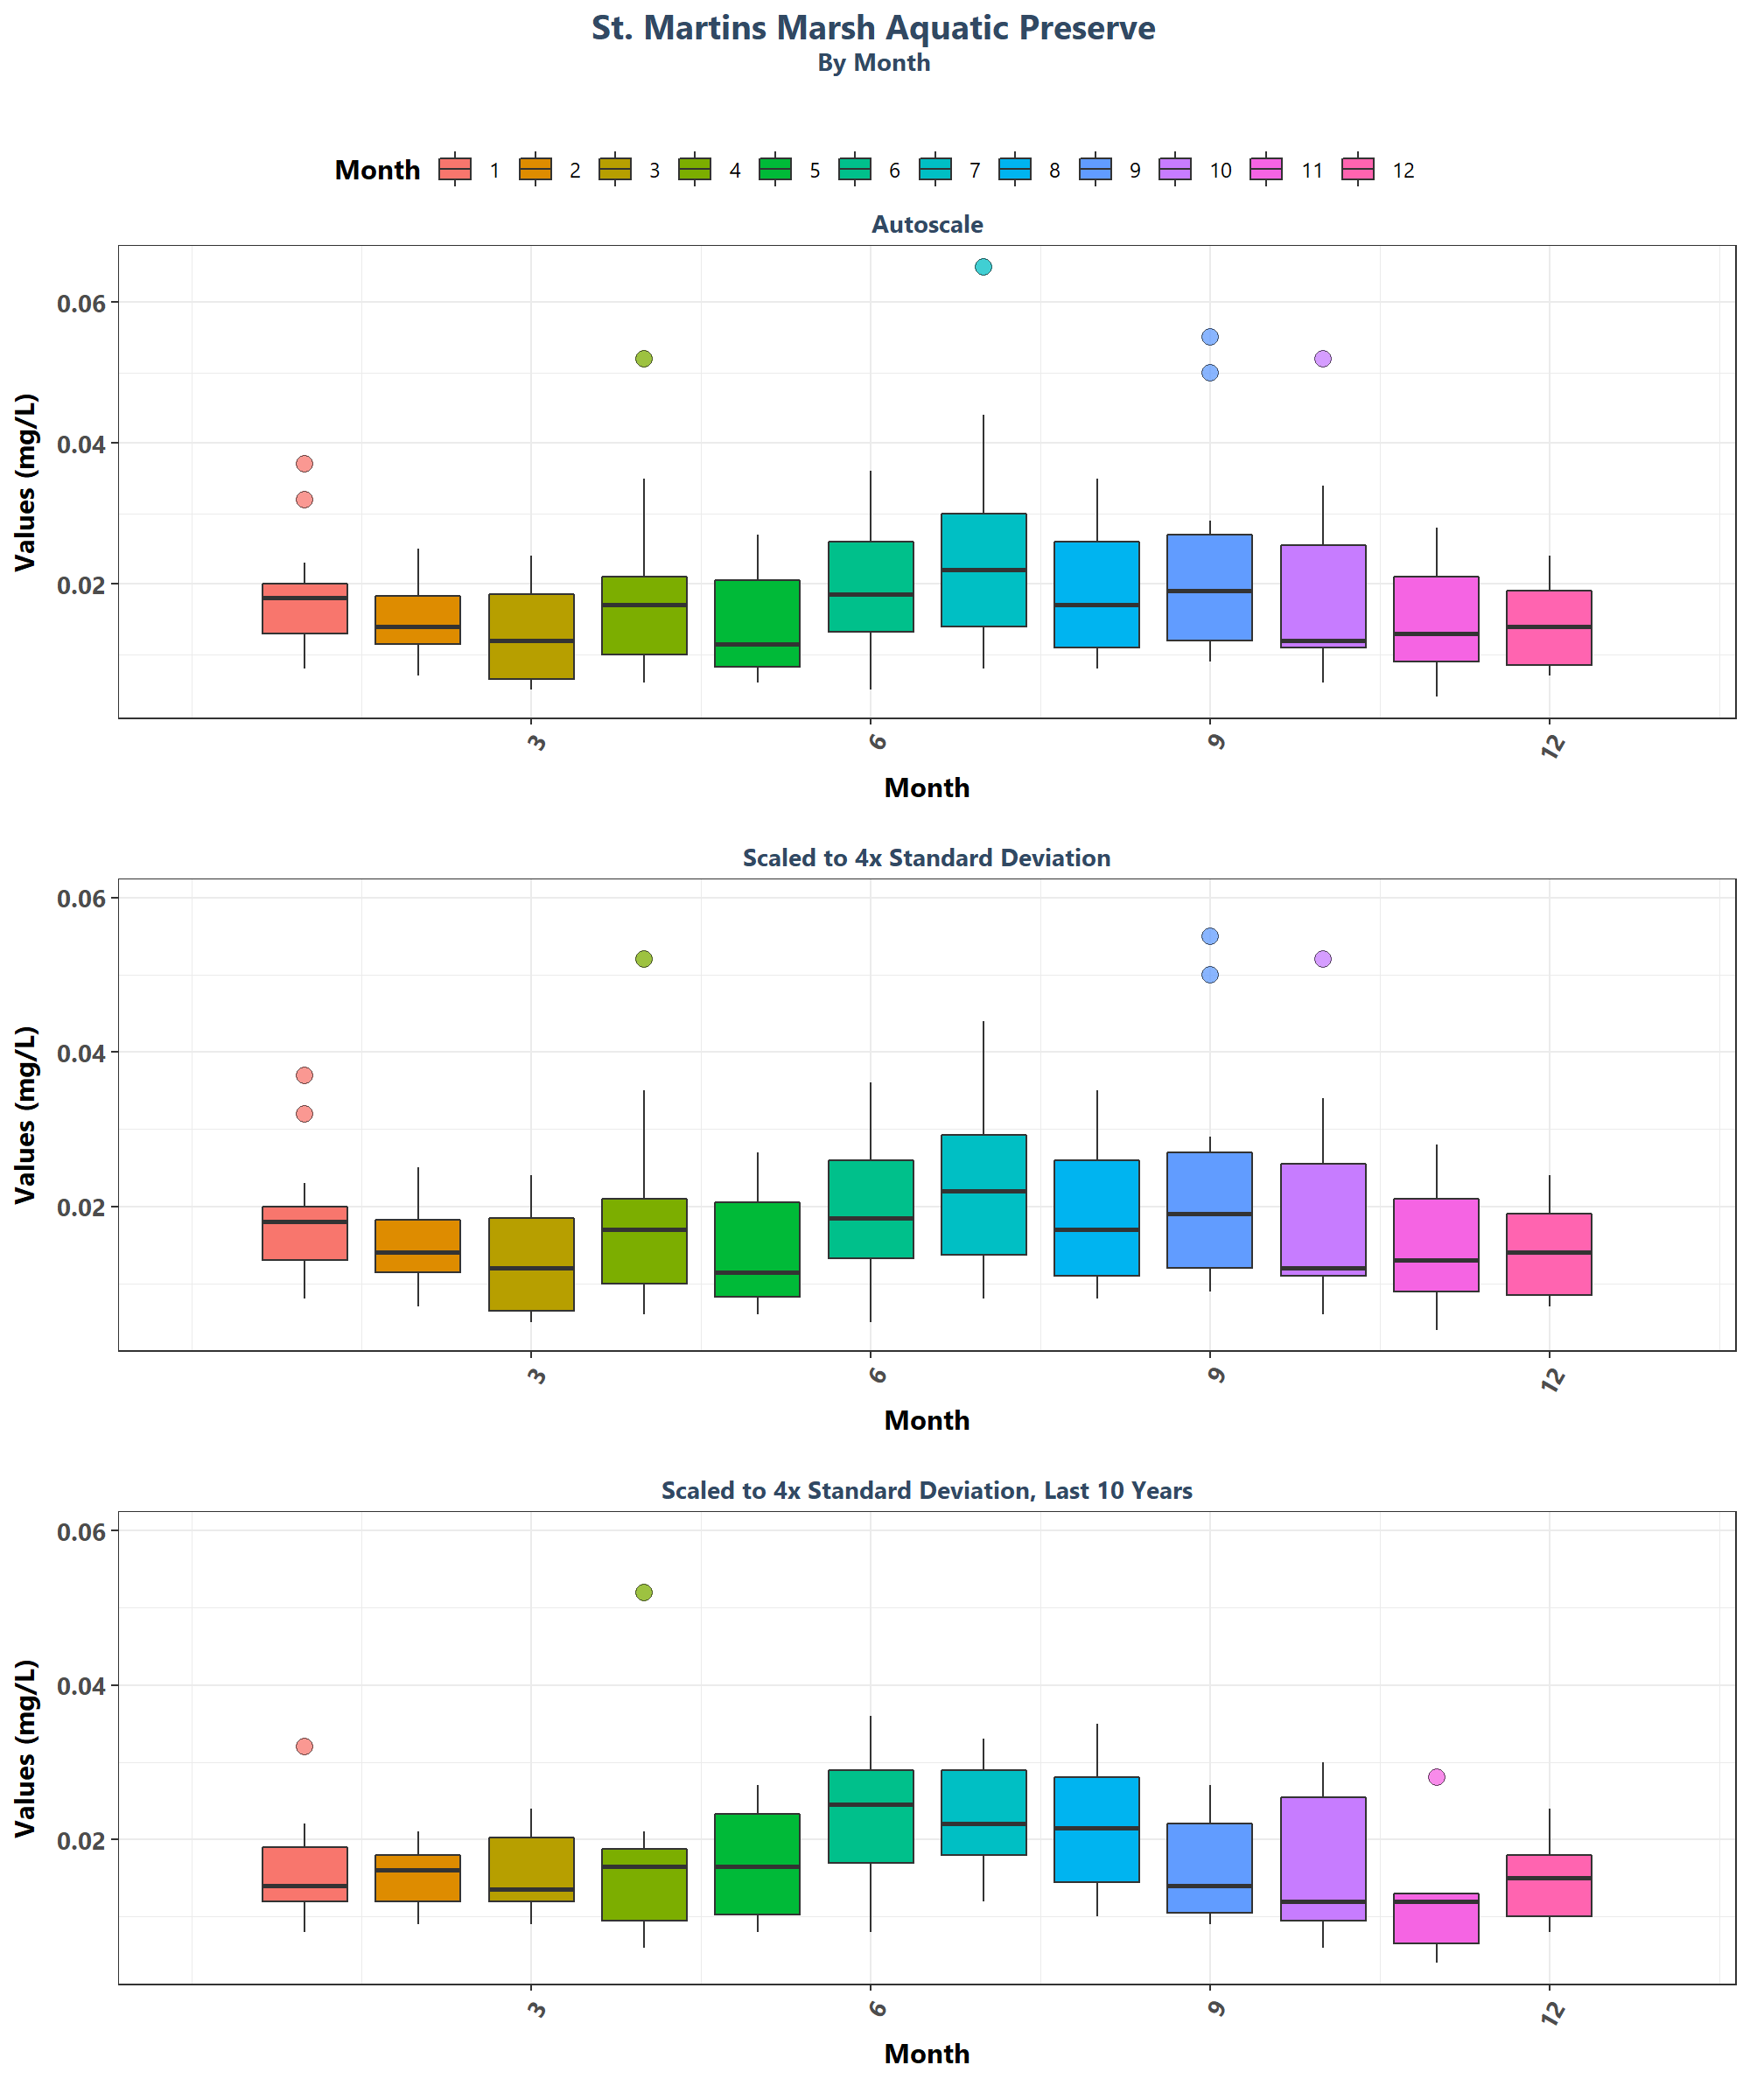 St. Martins Marsh Aquatic Preserve
By Month
Month 1 2 3 4 5 6 7 8 9 10 11 12
Autoscale
Values (mg/L)
0.06
0.04
0.02
3 6 9 12
Month
Scaled to 4x Standard Deviation
Values (mg/L)
0.06
0.04
0.02
3 6 9 12
Month
Scaled to 4x Standard Deviation, Last 10 Years
Values (mg/L)
0.06
0.04
0.02
3 6 9 12
Month